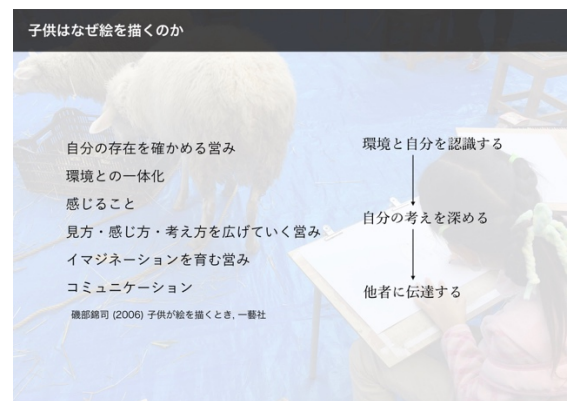 子供はなぜ絵を描くのか
自分の存在を確かめる営み
環境との一体化
感じること
見方・感じ方・考え方を広げていく営み
イマジネーションを育む営み
コミュニケーション
磯部錦司 (2006) 子供が絵を描くとき, 一藝社
環境と自分を認識する
自分の考えを深める
他者に伝達する